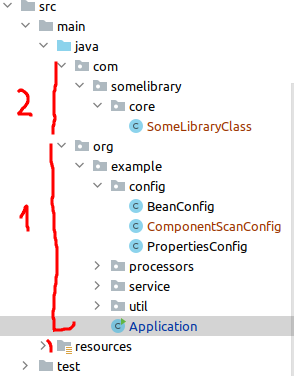 src
main
java
com
2
somelibrary
core
SomeLibraryClass
org
example
config
1
BeanConfig
ComponentScanConfig
PropertiesConfig
processors
service
util
Application
resources
test